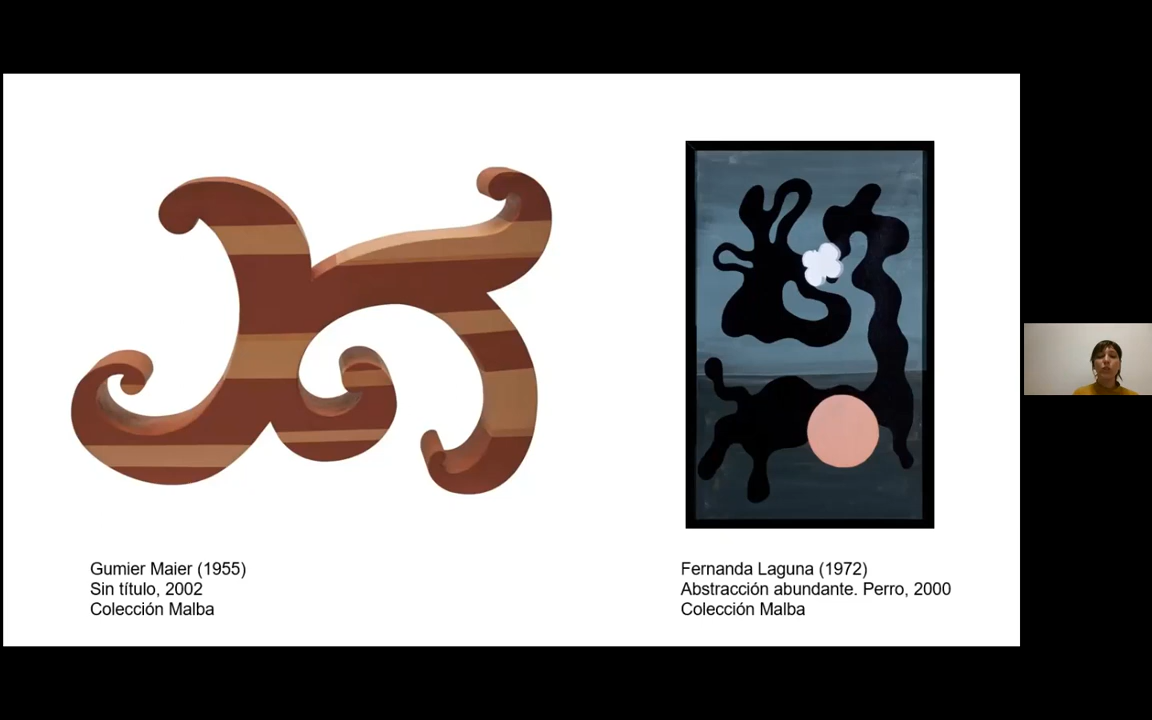 Gumier Maier (1955)
Sin título, 2002
Colección Malba
Fernanda Laguna (1972)
Abstracción abundante. Perro, 2000
Colección Malba